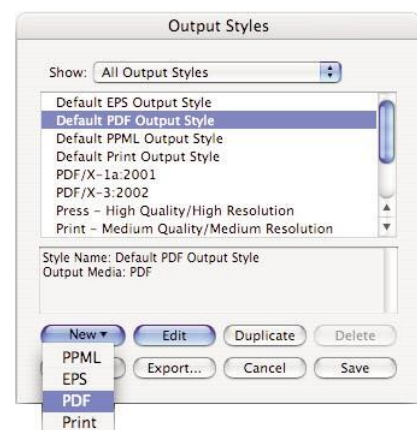 Output Styles
Show: All Output Styles
Default EPS Output Style
Default PDF Output Style
Default PPML Output Style
Default Print Output Style
PDF/X-1a:2001
PDF/X-3:2002
Press – High Quality/High Resolution
Print – Medium Quality/Medium Resolution
Style Name: Default PDF Output Style
Output Media: PDF
New Edit Duplicate Delete
PPML
Export... Cancel Save
EPS
PDF
Print